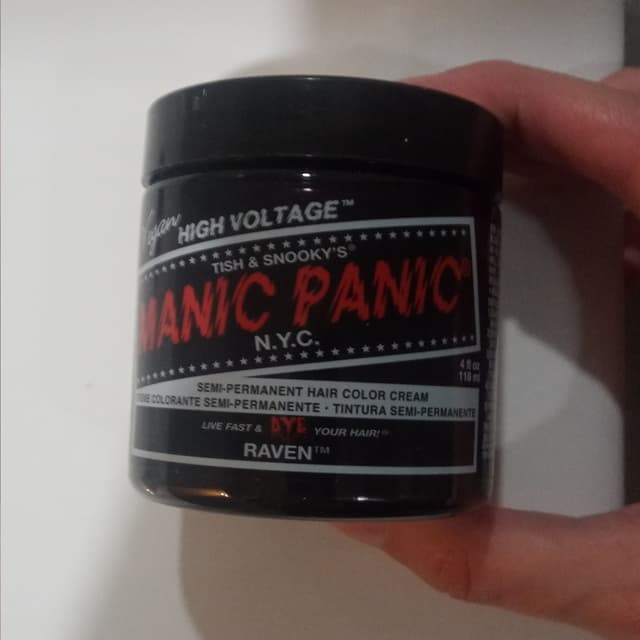 Vegan HIGH VOLTAGE™
TISH & SNOOKY'S®
MANIC PANIC®
N.Y.C.
4 fl oz
118 ml
SEMI-PERMANENT HAIR COLOR CREAM
COLORANTE SEMI-PERMANENTE · TINTURA SEMI-PERMANENTE
LIVE FAST & DYE YOUR HAIR!®
RAVEN™